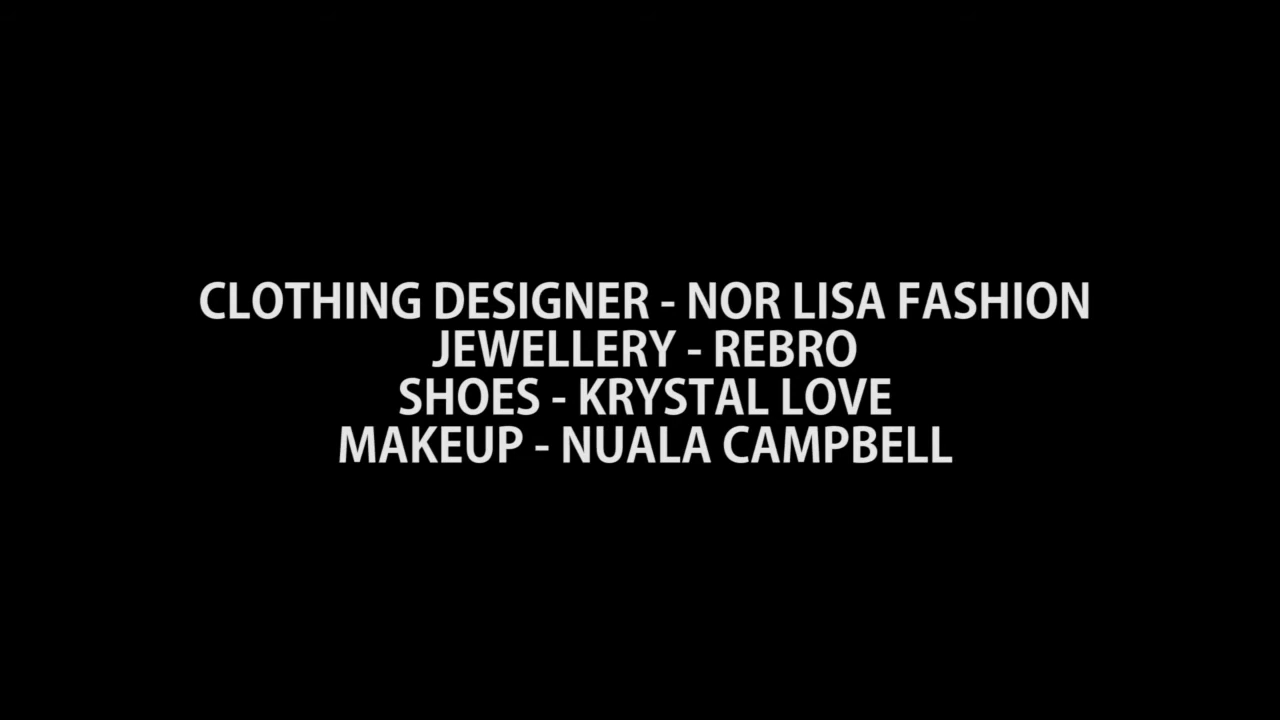 CLOTHING DESIGNER - NOR LISA FASHION
JEWELLERY - REBRO
SHOES - KRYSTAL LOVE
MAKEUP - NUALA CAMPBELL